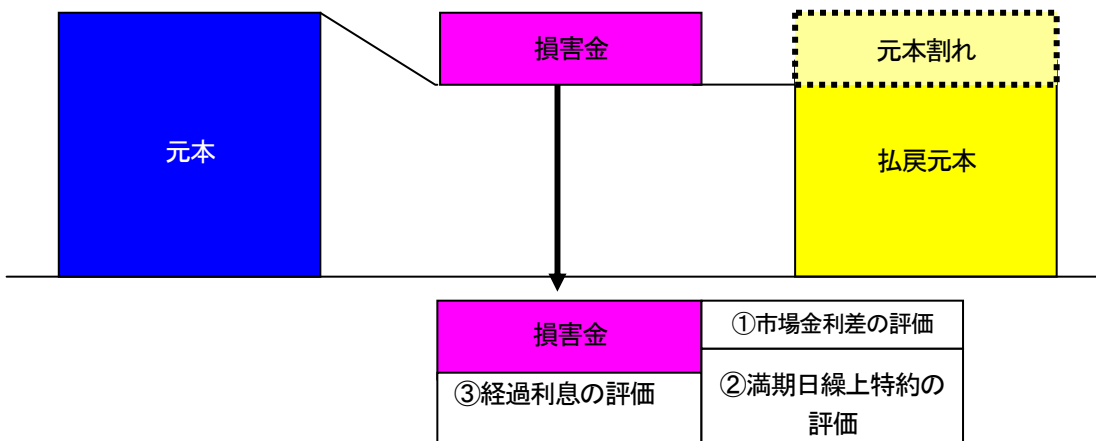 損害金
元本割れ
元本
払戻元本
損害金
①市場金利差の評価
③経過利息の評価
②満期日繰上特約の
評価